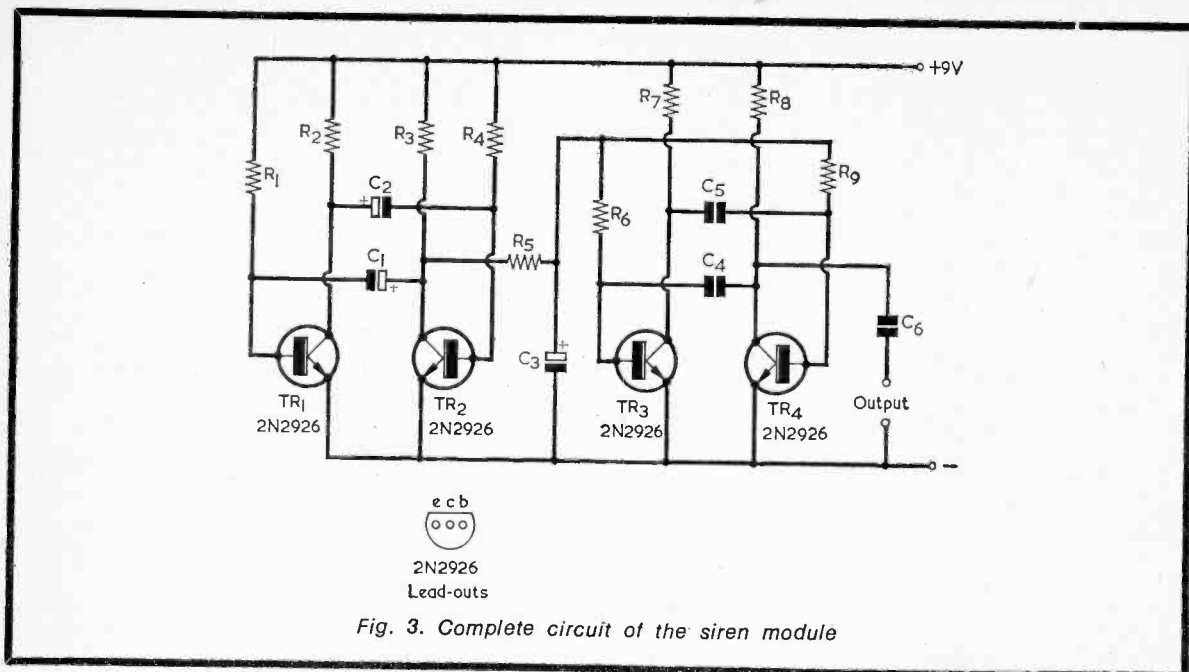 +9V
R7
R8
R2
R3
R4
R1
R9
C2
+
C5
R6
R5
C1
+
C4
C6
+
C3
TR1
2N2926
TR2
2N2926
TR3
2N2926
TR4
2N2926
Output
-
e c b
2N2926
Lead-outs
Fig. 3. Complete circuit of the siren module